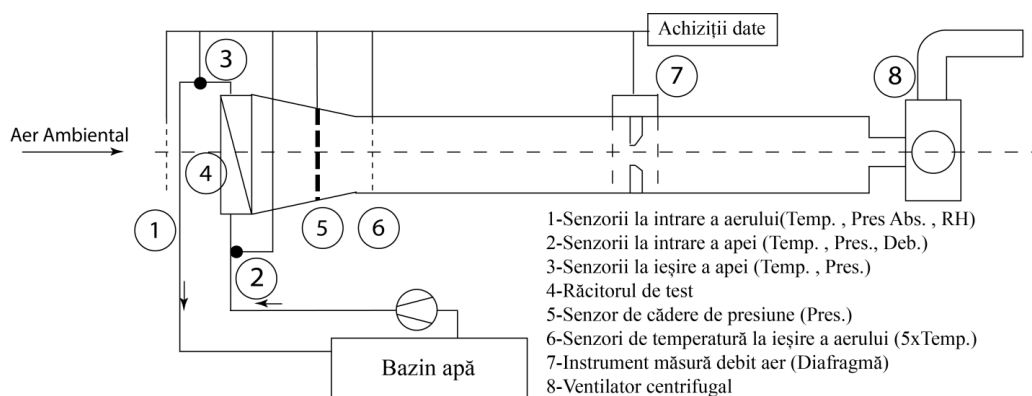 Achiziții date
3
7
8
Aer Ambiental
4
1
5
6
2
1-Senzorii la intrare a aerului(Temp. , Pres Abs. , RH)
2-Senzorii la intrare a apei (Temp. , Pres., Deb.)
3-Senzorii la ieșire a apei (Temp. , Pres.)
4-Răcitorul de test
5-Senzor de cădere de presiune (Pres.)
6-Senzori de temperatură la ieșire a aerului (5xTemp.)
7-Instrument măsură debit aer (Diafragmă)
8-Ventilator centrifugal
Bazin apă